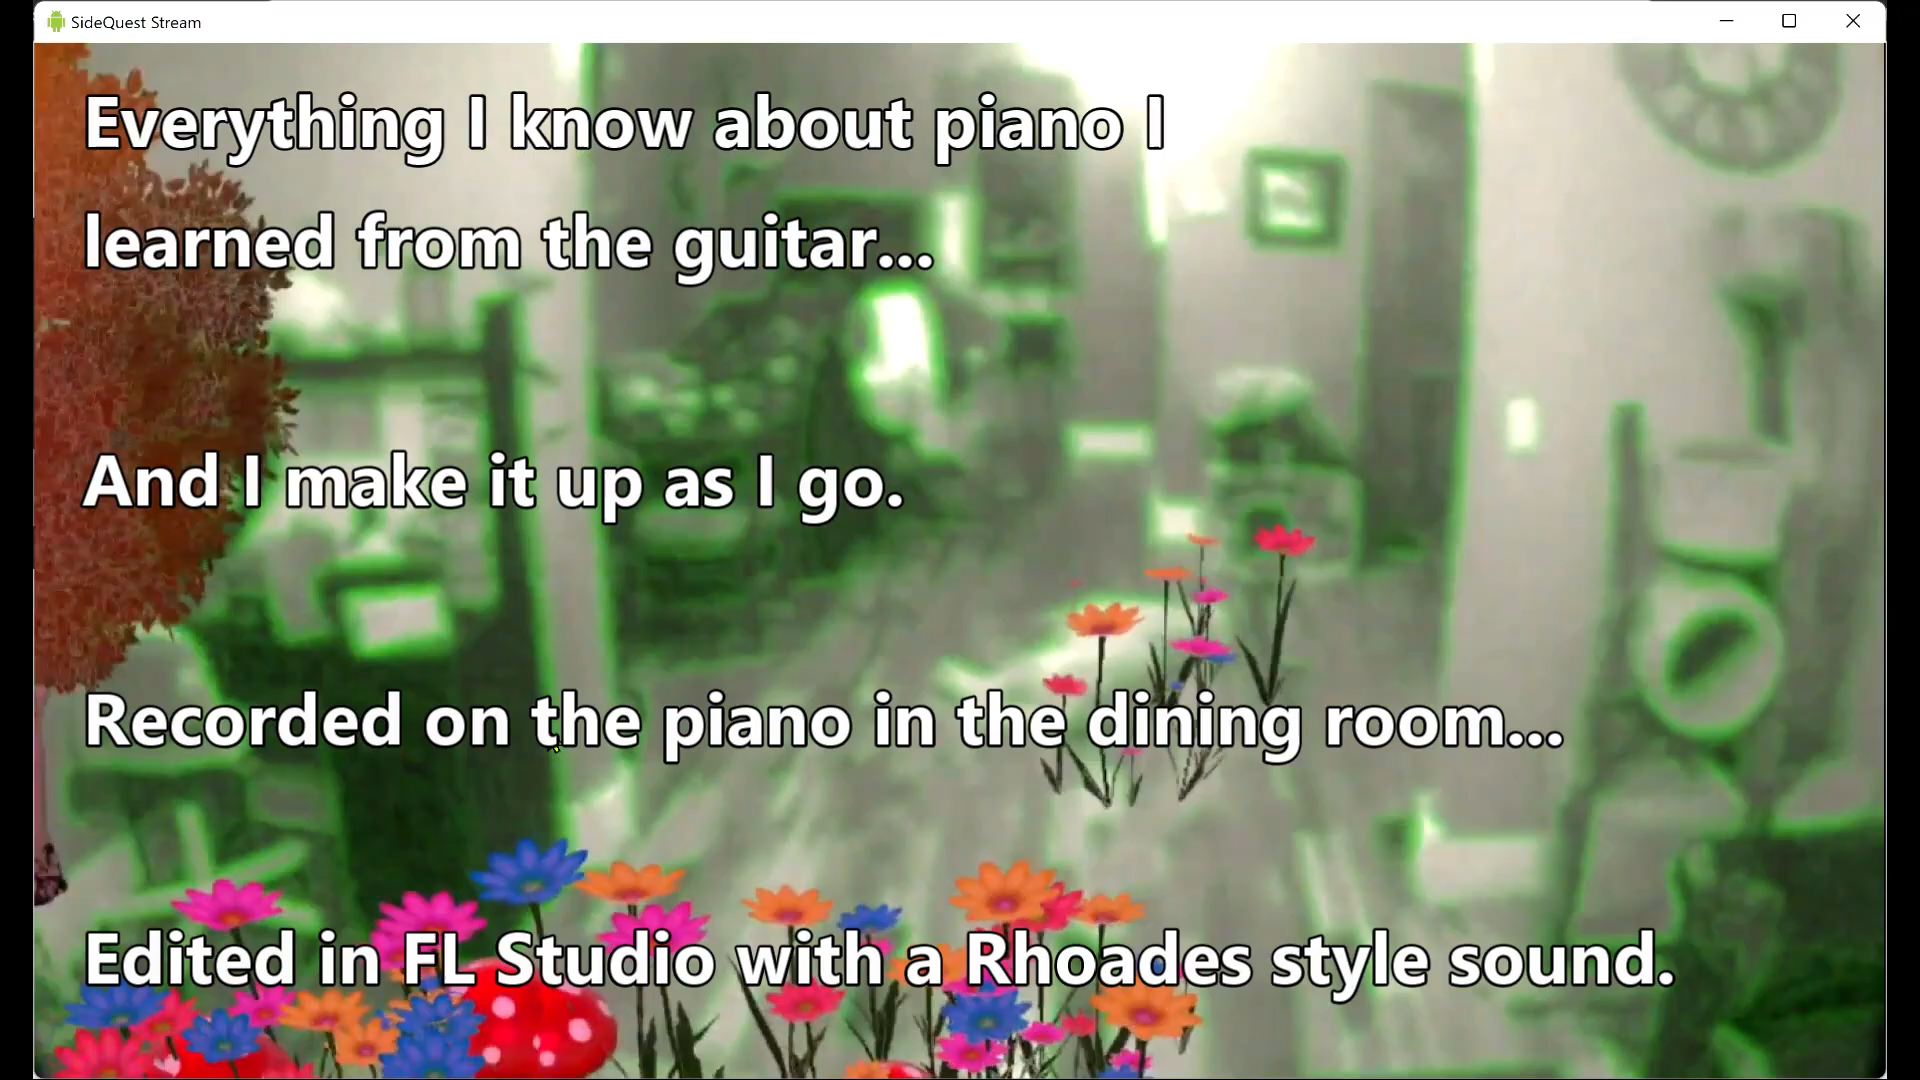 SideQuest Stream
Everything I know about piano I
learned from the guitar...
And I make it up as I go.
Recorded on the piano in the dining room...
Edited in FL Studio with a Rhoades style sound.